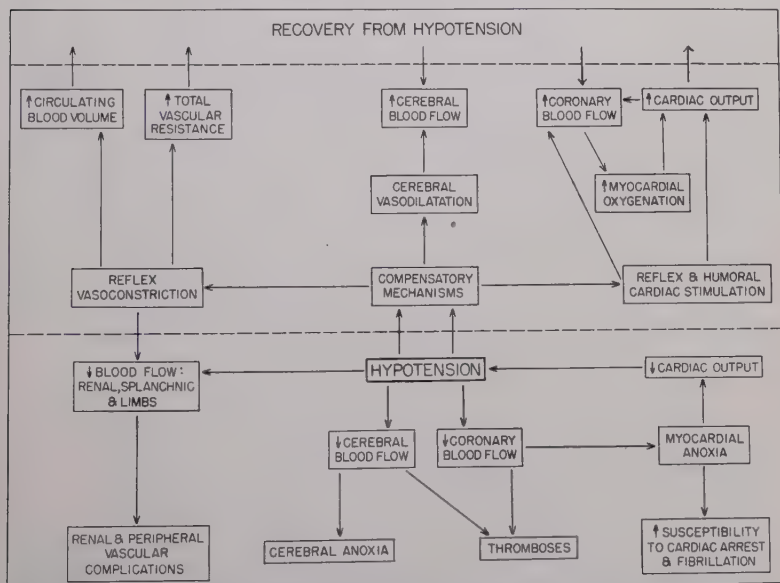 RECOVERY FROM HYPOTENSION
↑CIRCULATING
BLOOD VOLUME
↑TOTAL
VASCULAR
RESISTANCE
↑CEREBRAL
BLOOD FLOW
↑CORONARY
BLOOD FLOW
↑CARDIAC OUTPUT
CEREBRAL
VASODILATATION
↑MYOCARDIAL
OXYGENATION
REFLEX
VASOCONSTRICTION
COMPENSATORY
MECHANISMS
REFLEX & HUMORAL
CARDIAC STIMULATION
↓BLOOD FLOW:
RENAL, SPLANCHNIC
& LIMBS
HYPOTENSION
↓CARDIAC OUTPUT
↓CEREBRAL
BLOOD FLOW
↓CORONARY
BLOOD FLOW
MYOCARDIAL
ANOXIA
RENAL & PERIPHERAL
VASCULAR
COMPLICATIONS
CEREBRAL ANOXIA
THROMBOSES
↑SUSCEPTIBILITY
TO CARDIAC ARREST
& FIBRILLATION